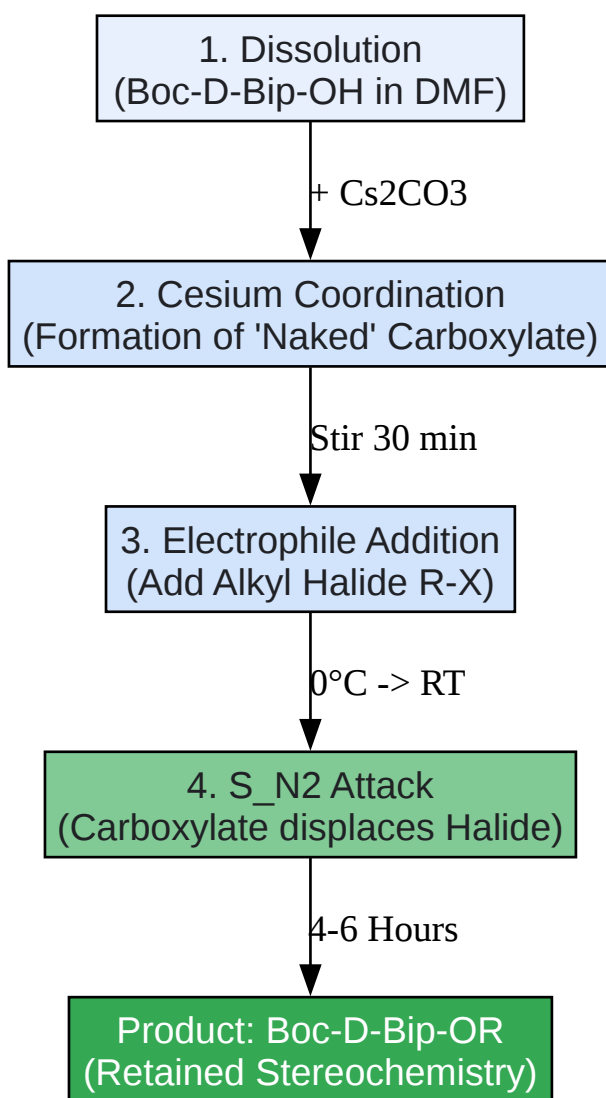 1. Dissolution
(Boc-D-Bip-OH in DMF)
+ Cs2CO3
2. Cesium Coordination
(Formation of 'Naked' Carboxylate)
Stir 30 min
3. Electrophile Addition
(Add Alkyl Halide R-X)
0°C -> RT
4. S_N2 Attack
(Carboxylate displaces Halide)
4-6 Hours
Product: Boc-D-Bip-OR
(Retained Stereochemistry)